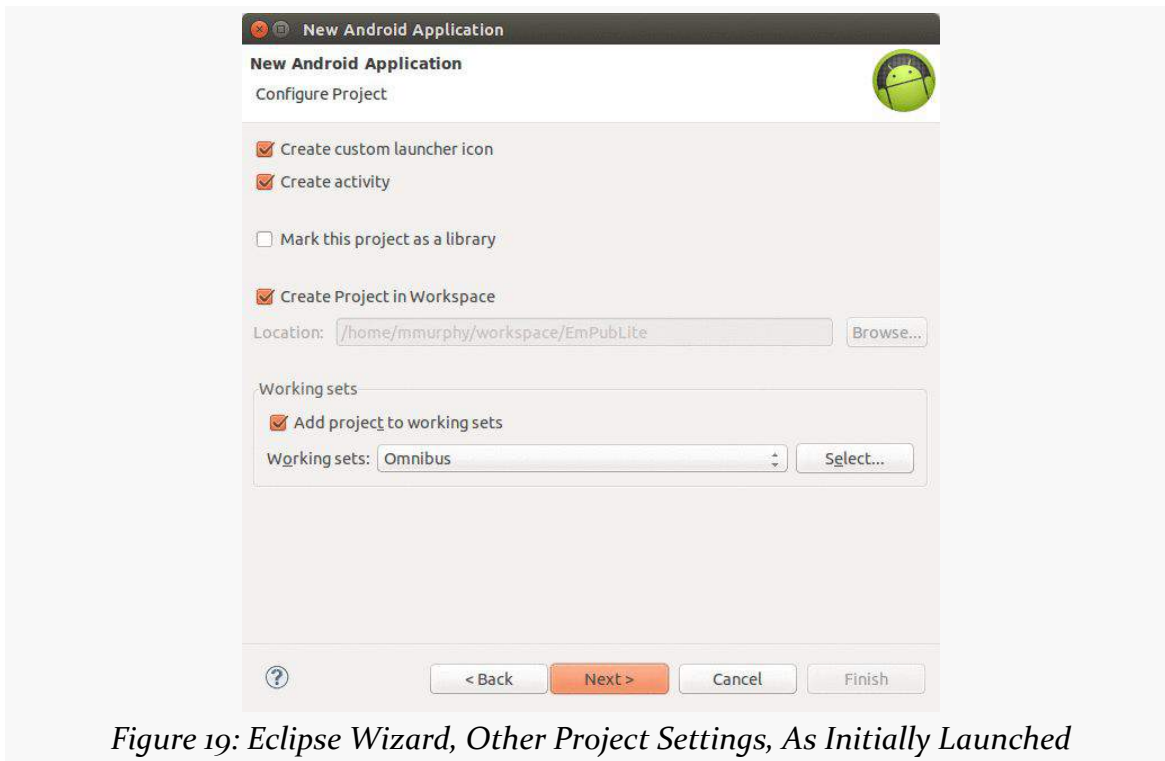 New Android Application
New Android Application
Configure Project
Create custom launcher icon
Create activity
Mark this project as a library
Create Project in Workspace
Location: /home/mmurphy/workspace/EmPubLite Browse...
Working sets
Add project to working sets
Working sets: Omnibus Select...
? < Back Next > Cancel Finish
Figure 19: Eclipse Wizard, Other Project Settings, As Initially Launched